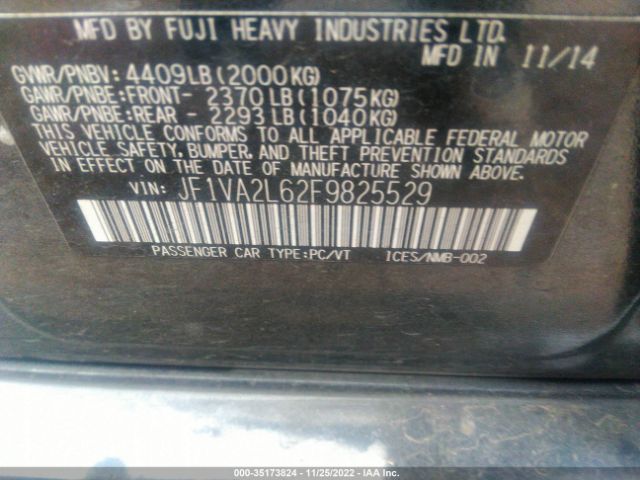 MFD BY FUJI HEAVY INDUSTRIES LTD.
MFD IN 11/14
GVWR/PNBV: 4409LB (2000KG)
GAWR/PNBE:FRONT- 2370LB (1075KG)
GAWR/PNBE:REAR - 2293LB (1040KG)
THIS VEHICLE CONFORMS TO ALL APPLICABLE FEDERAL MOTOR
VEHICLE SAFETY, BUMPER, AND THEFT PREVENTION STANDARDS
IN EFFECT ON THE DATE OF MANUFACTURE SHOWN ABOVE.
VIN: JF1VA2L62F9825529
PASSENGER CAR TYPE:PC/VT ICES/NMB-002
000-35173824 - 11/25/2022 - IAA Inc.